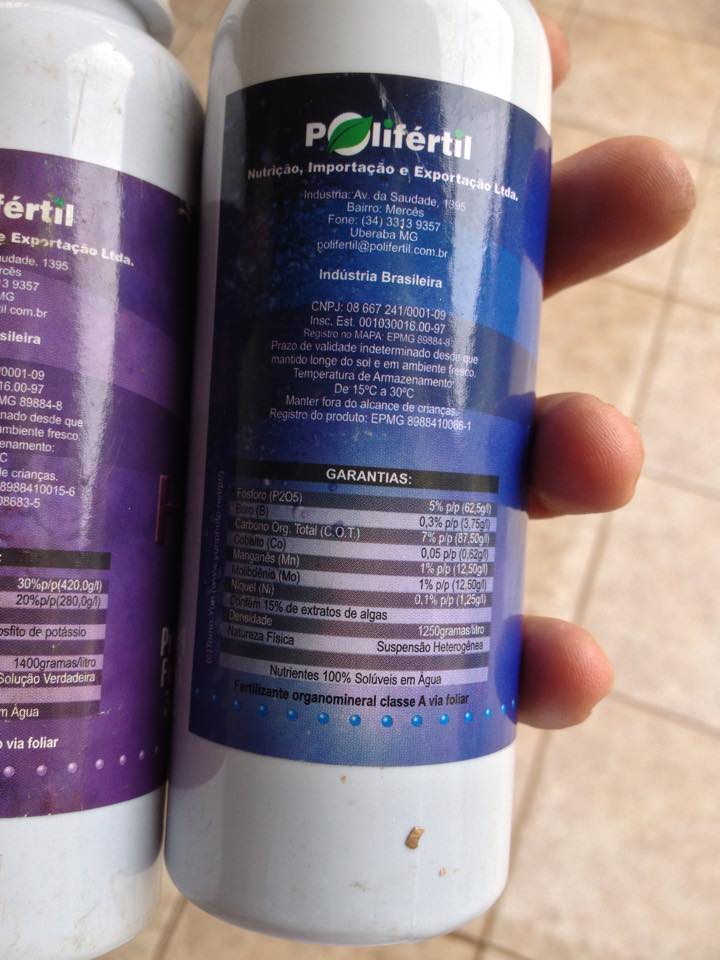 fértil
e Exportação Ltda.
audade, 1395
ercês
13 9357
MG
il.com.br
sileira
/0001-09
16.00-97
MG 89884-8
nado desde que
ambiente fresco.
enamento:
C
e crianças.
8988410015-6
08683-5
30%p/p(420,0g/l)
20%p/p(280,0g/l)
osfito de potássio
1400gramas/litro
Solução Verdadeira
m Água
o via foliar
Polifértil
Nutrição, Importação e Exportação Ltda.
Indústria: Av. da Saudade, 1395
Bairro: Mercês
Fone: (34) 3313 9357
Uberaba MG
polifertil@polifertil.com.br
Indústria Brasileira
CNPJ: 08 667 241/0001-09
Insc. Est. 001030016.00-97
Registro no MAPA: EPMG 89884-8
Prazo de validade indeterminado desde que
mantido longe do sol e em ambiente fresco.
Temperatura de Armazenamento:
De 15ºC a 30ºC
Manter fora do alcance de crianças.
Registro do produto: EPMG 8988410086-1
GARANTIAS:
Fósforo (P2O5) 5% p/p (62,5g/l)
Boro (B) 0,3% p/p (3,75g/l)
Carbono Org. Total (C.O.T.) 7% p/p (87,50g/l)
Cobalto (Co) 0,05 p/p (0,62g/l)
Manganês (Mn) 1% p/p (12,50g/l)
Molibdênio (Mo) 1% p/p (12,50g/l)
Níquel (Ni) 0,1% p/p (1,25g/l)
Contém 15% de extratos de algas
Densidade 1250gramas/litro
Natureza Física Suspensão Heterogênea
Nutrientes 100% Solúveis em Água
Fertilizante organomineral classe A via foliar